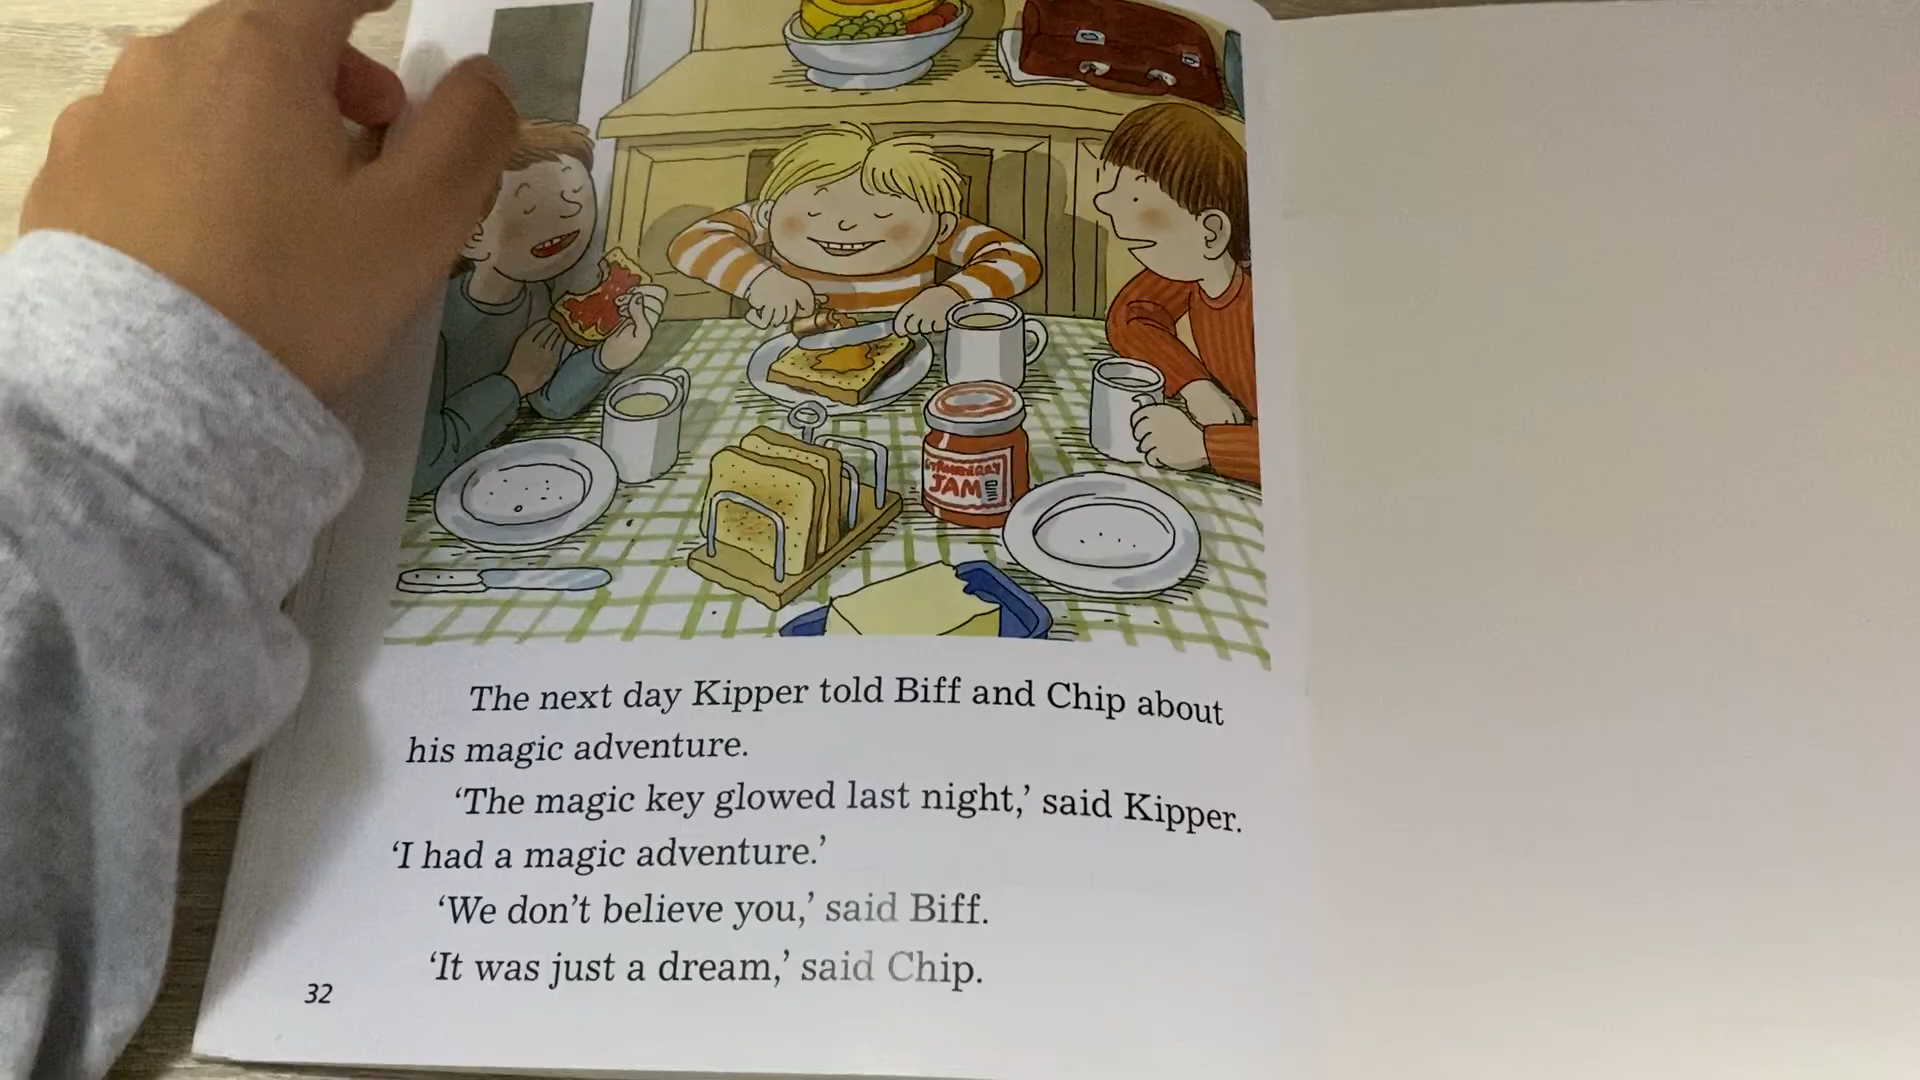 STRAWBERRY
JAM
The next day Kipper told Biff and Chip about
his magic adventure.
‘The magic key glowed last night,’ said Kipper.
‘I had a magic adventure.’
‘We don’t believe you,’ said Biff.
‘It was just a dream,’ said Chip.
32